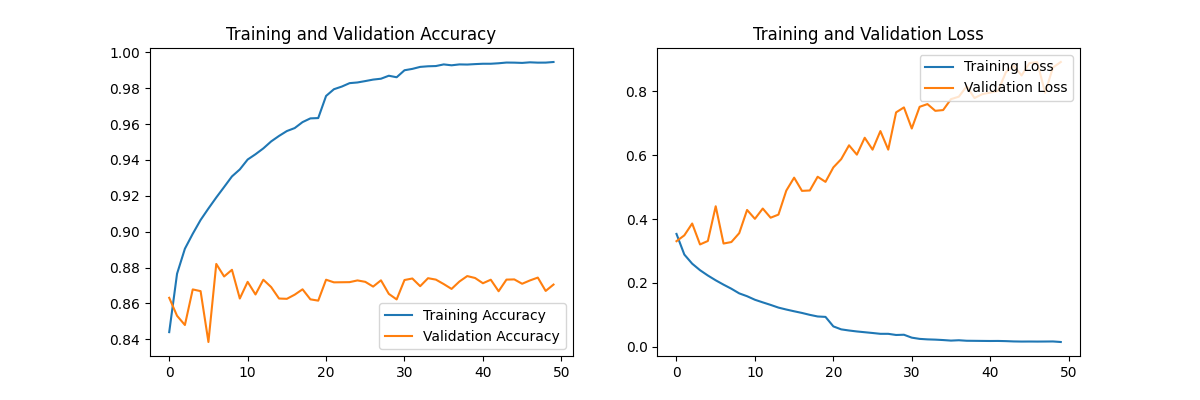 Training and Validation Accuracy
1.00
0.98
0.96
0.94
0.92
0.90
0.88
0.86
0.84
0 10 20 30 40 50
Training Accuracy
Validation Accuracy
Training and Validation Loss
0.8
0.6
0.4
0.2
0.0
0 10 20 30 40 50
Training Loss
Validation Loss